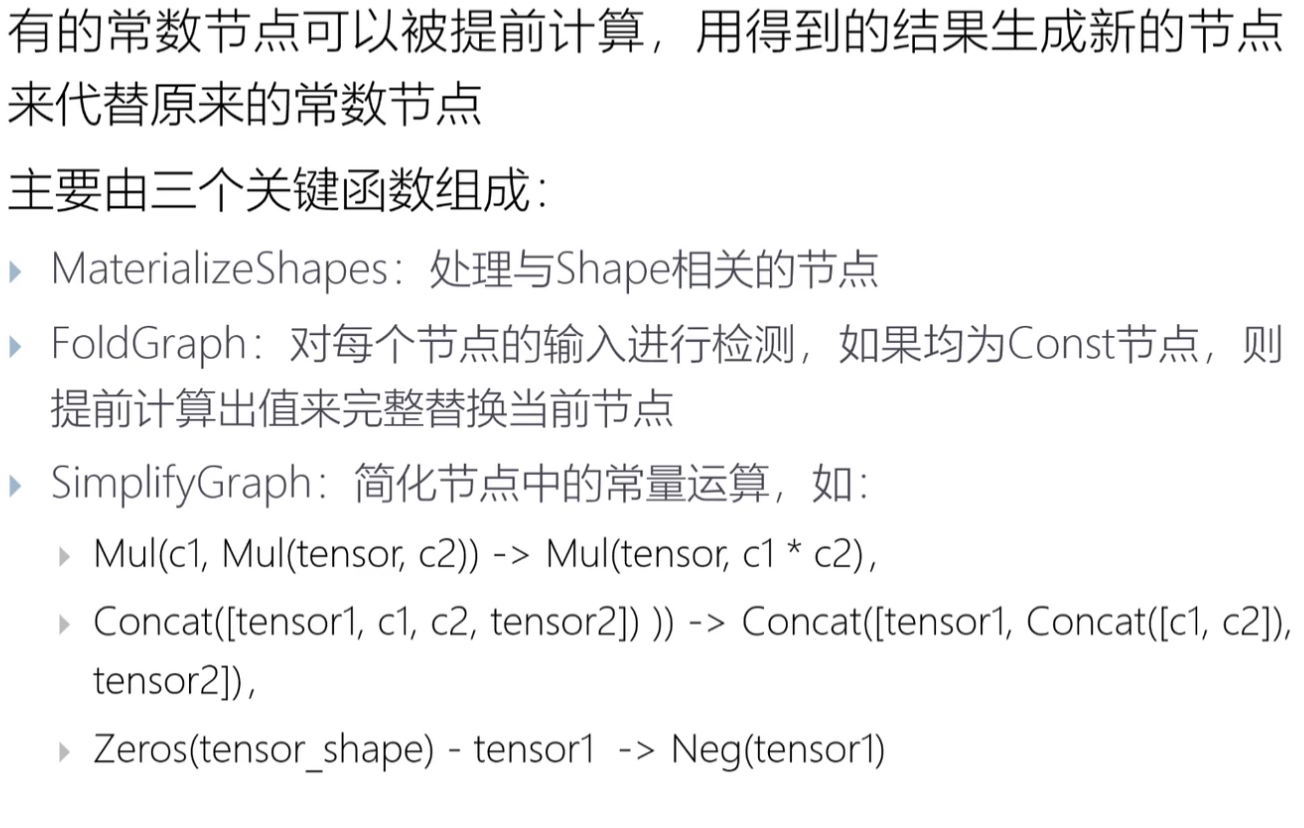 有的常数节点可以被提前计算，用得到的结果生成新的节点
来代替原来的常数节点
主要由三个关键函数组成：
MaterializeShapes：处理与Shape相关的节点
FoldGraph：对每个节点的输入进行检测，如果均为Const节点，则
提前计算出值来完整替换当前节点
SimplifyGraph：简化节点中的常量运算，如：
Mul(c1, Mul(tensor, c2)) -> Mul(tensor, c1 * c2)，
Concat([tensor1, c1, c2, tensor2]) )) -> Concat([tensor1, Concat([c1, c2]),
tensor2])，
Zeros(tensor_shape) - tensor1 -> Neg(tensor1)